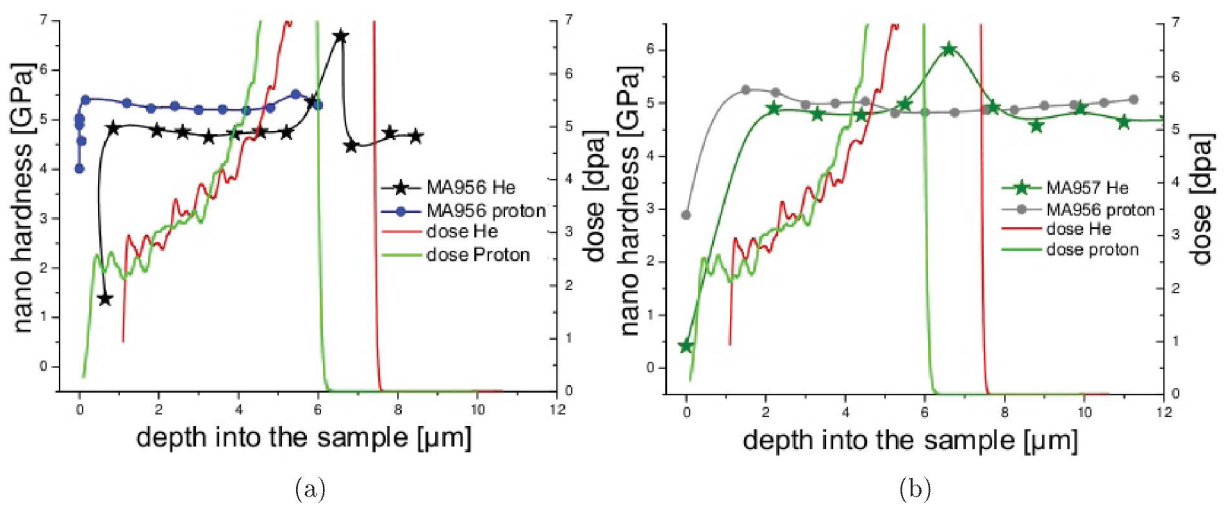 7
6
5
4
3
2
1
0
nano hardness [GPa]
7
6
5
4
3
2
1
0
dose [dpa]
MA956 He
MA956 proton
dose He
dose Proton
0 2 4 6 8 10 12
depth into the sample [µm]
(a)
6
5
4
3
2
1
0
nano hardness [GPa]
7
6
5
4
3
2
1
0
dose [dpa]
MA957 He
MA956 proton
dose He
dose proton
0 2 4 6 8 10 12
depth into the sample [µm]
(b)